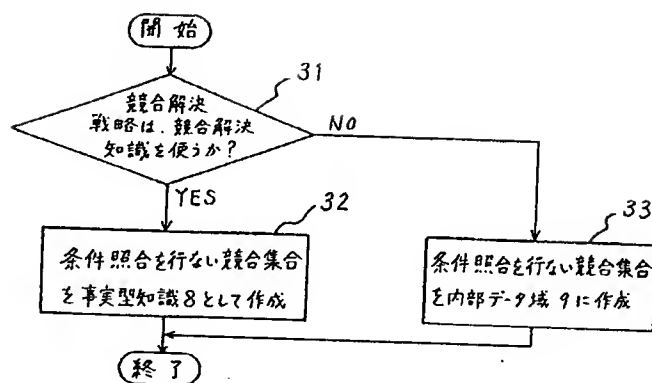 開始
31
競合解決
戦略は、競合解決
知識を使うか?
NO
YES
32
33
条件照合を行ない競合集合
を事実型知識8として作成
条件照合を行ない競合集合
を内部データ域9に作成
終了